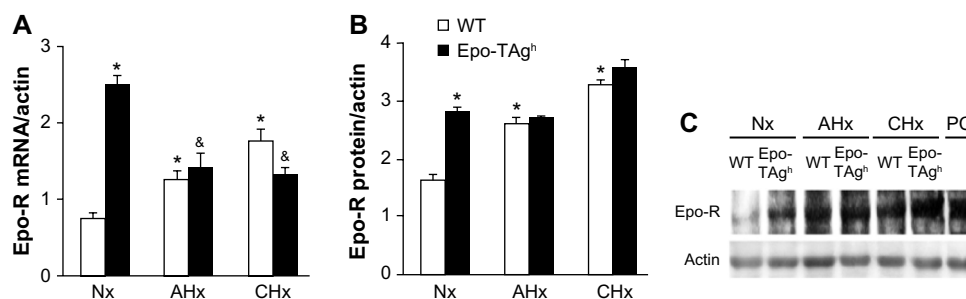 A
Epo-R mRNA/actin
3
2
1
0
*
*
&
*
&
Nx AHx CHx
B
WT
Epo-TAgʰ
Epo-R protein/actin
4
3
2
1
0
*
*
*
Nx AHx CHx
C
Nx AHx CHx
WT Epo-TAgʰ WT Epo-TAgʰ WT Epo-TAgʰ
Epo-R
Actin